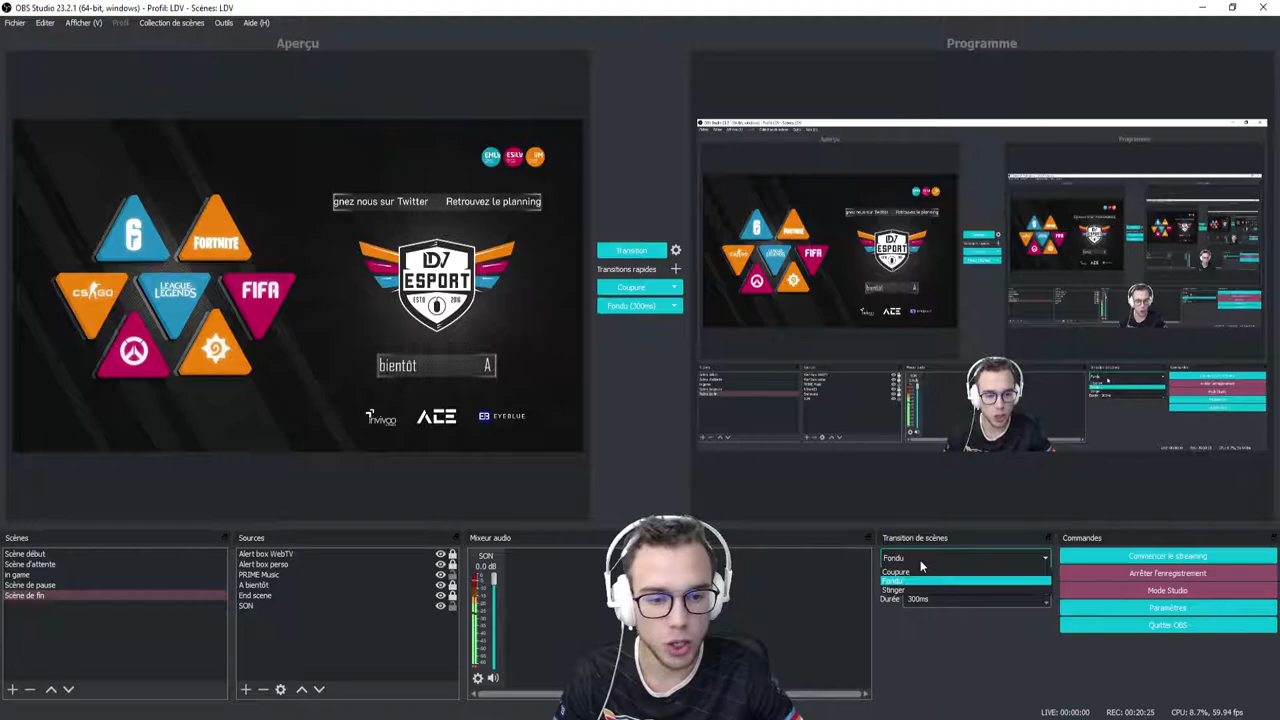 OBS Studio 23.2.1 (64-bit, windows) - Profil: LDV - Scènes: LDV
Fichier Editer Afficher (V) Profil Collection de scènes Outils Aide (H)
Aperçu
Programme
gnez nous sur Twitter Retrouvez le planning
6
FORTNITE
CS:GO
LEAGUE LEGENDS
FIFA
ESPORT
ESTD 2016
bientôt A
invivoo
ACE
EYEBLUE
Transition
Transitions rapides
Coupure
Fondu (300ms)
Scènes
Scène début
Scène d'attente
in game
Scène de pause
Scène de fin
Sources
Alert box WebTV
Alert box perso
PRIME Music
A bientôt
End scene
SON
Mixeur audio
SON
0.0 dB
Transition de scènes
Fondu
Coupure
Fondu
Stinger
Durée 300ms
Commandes
Commencer le streaming
Arrêter l'enregistrement
Mode Studio
Paramètres
Quitter OBS
LIVE: 00:00:00 REC: 00:20:25 CPU: 8.7%, 59.94 fps